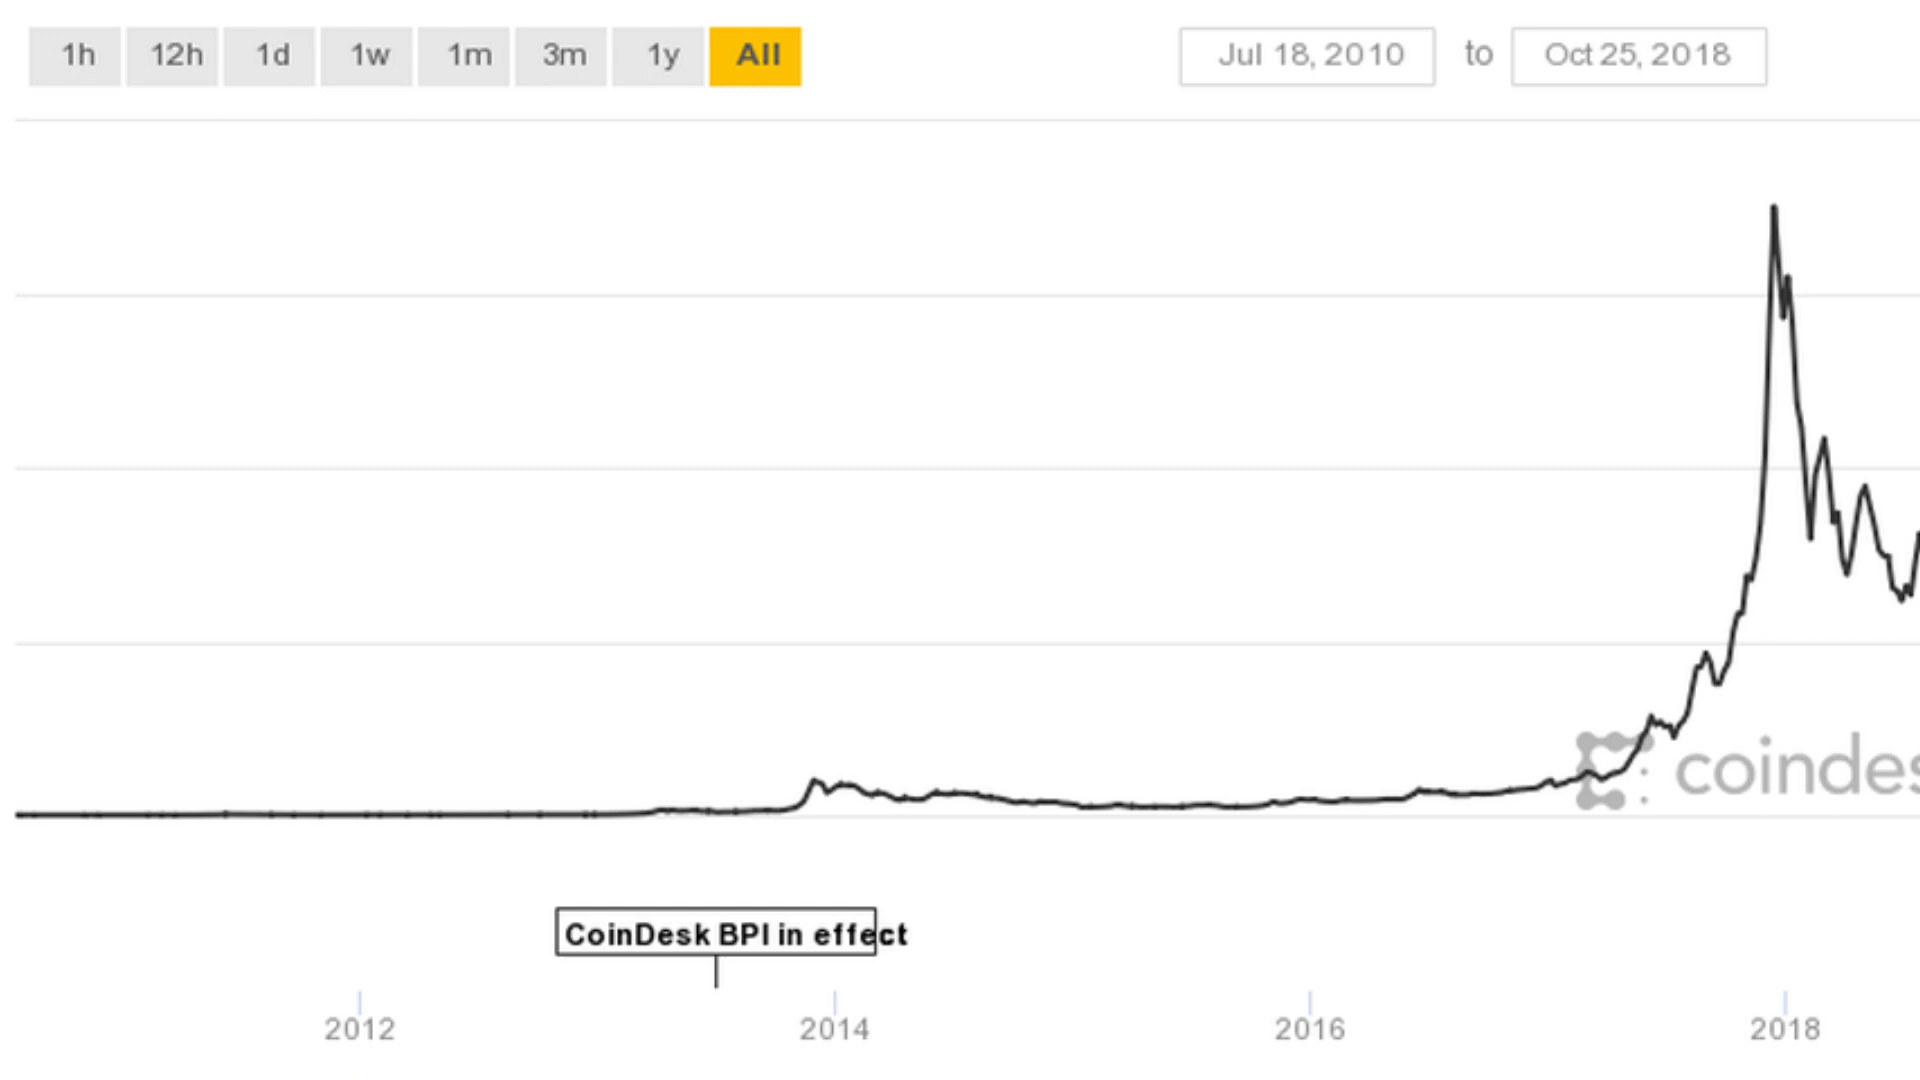 1h 12h 1d 1w 1m 3m 1y All Jul 18, 2010 to Oct 25, 2018
coindes
CoinDesk BPI in effect
2012 2014 2016 2018